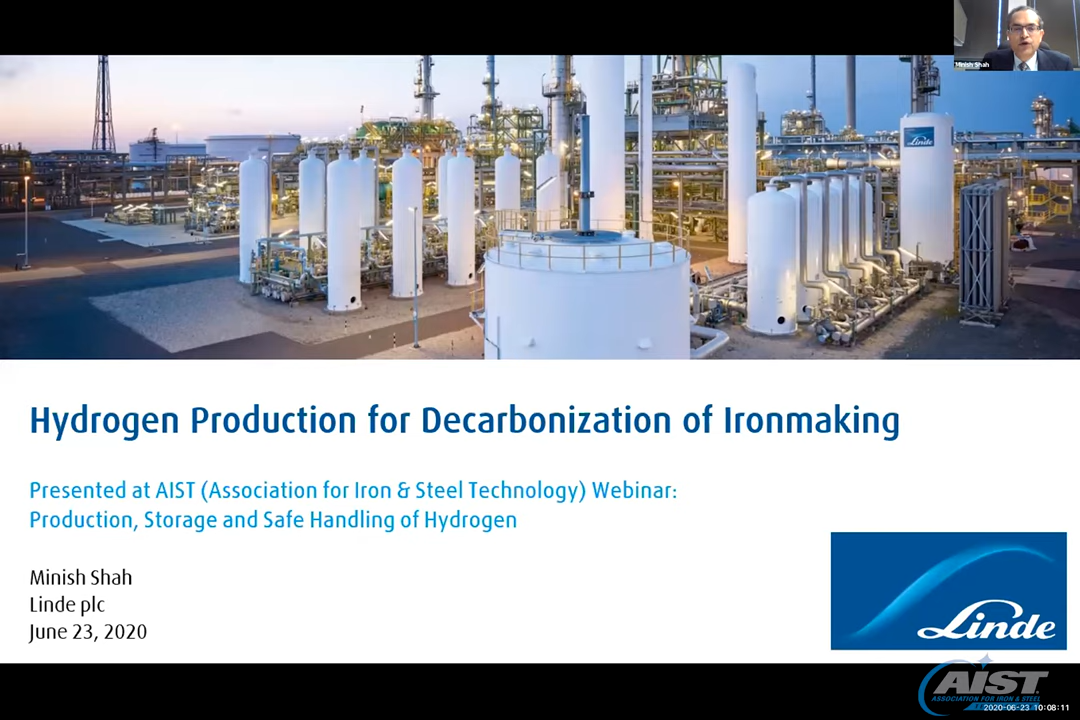 Minish Shah
Linde
Hydrogen Production for Decarbonization of Ironmaking
Presented at AIST (Association for Iron & Steel Technology) Webinar:
Production, Storage and Safe Handling of Hydrogen
Minish Shah
Linde plc
June 23, 2020
Linde
AIST
ASSOCIATION FOR IRON & STEEL
2020-06-23 10:08:11